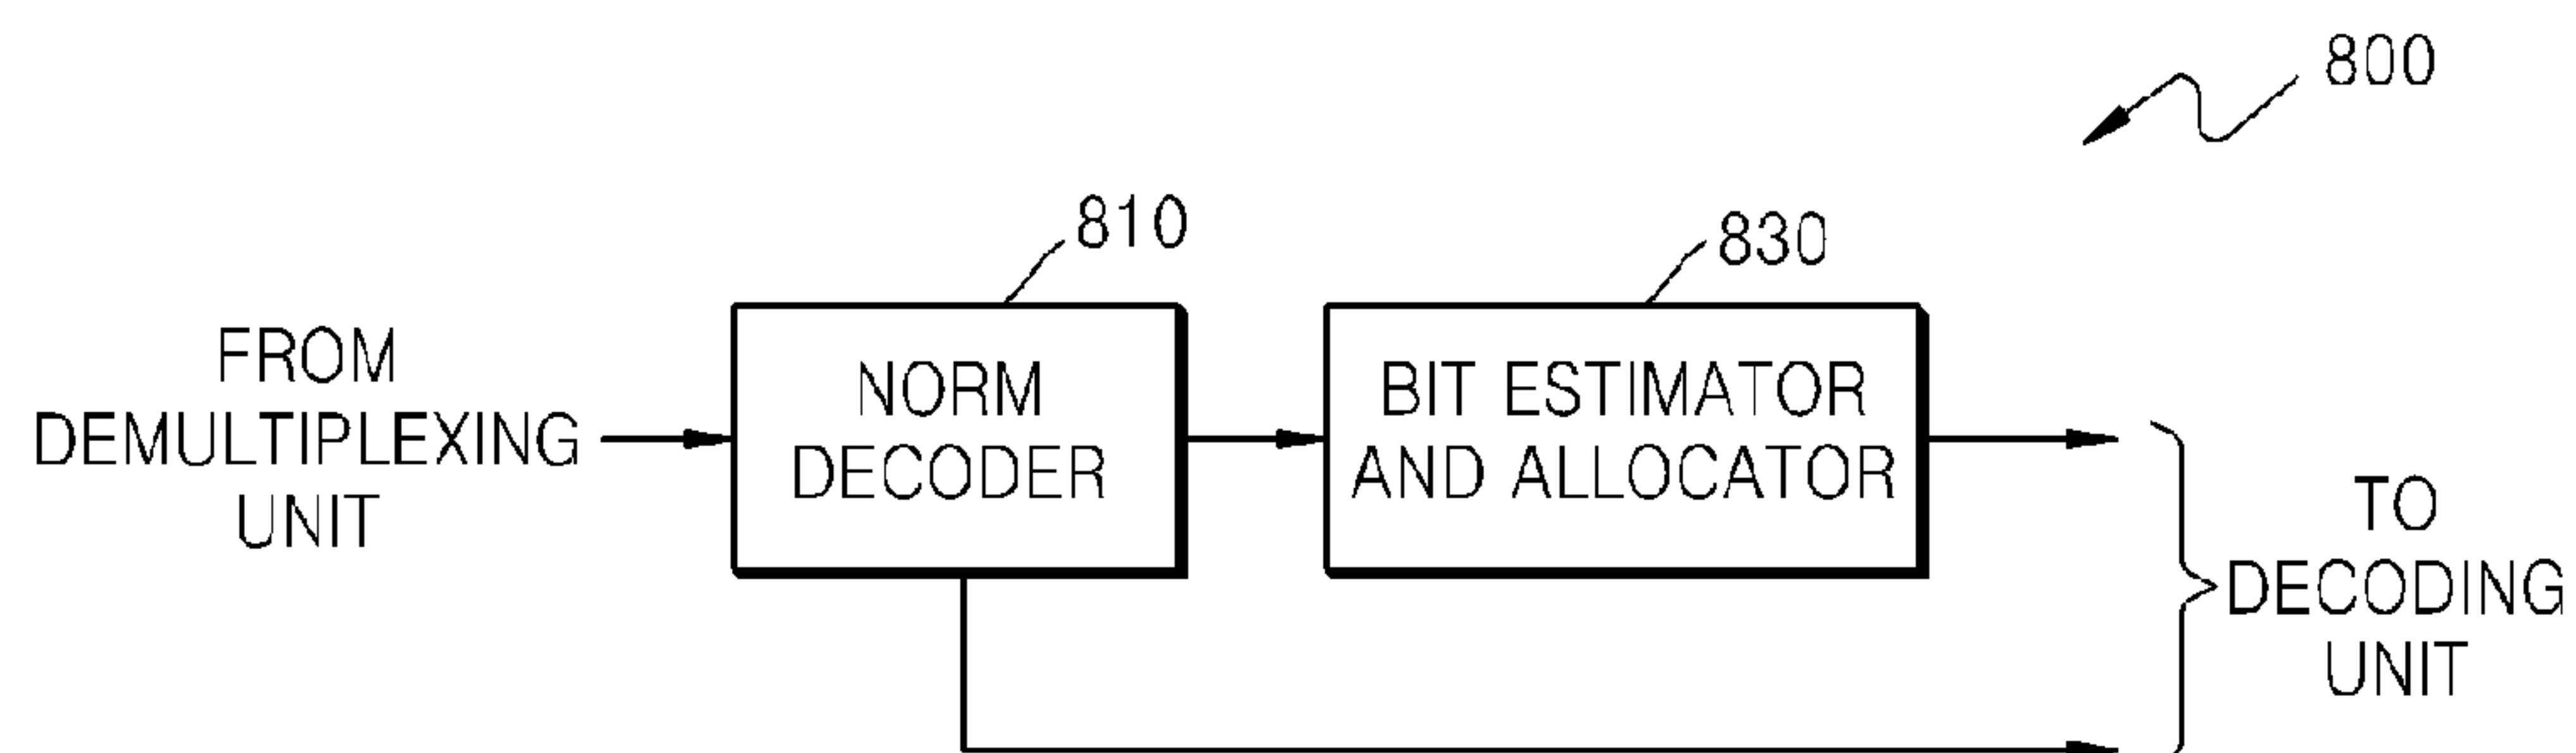 800
810
830
FROM
DEMULTIPLEXING
UNIT
NORM
DECODER
BIT ESTIMATOR
AND ALLOCATOR
TO
DECODING
UNIT